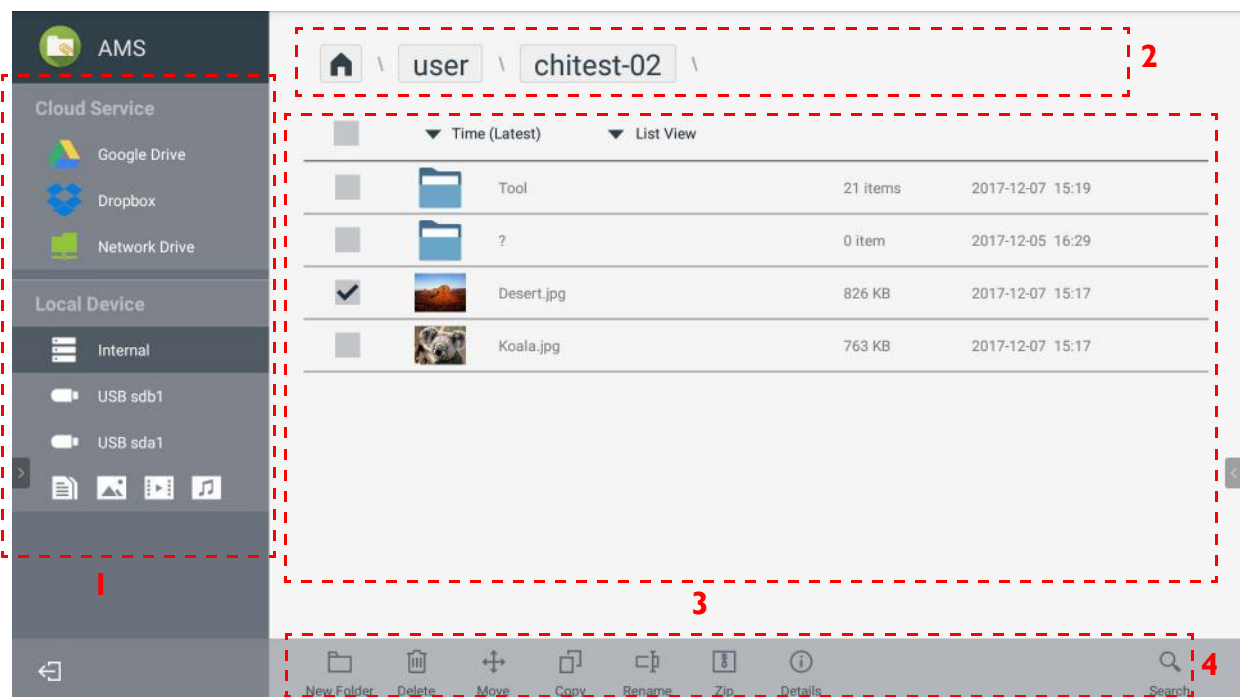 AMS
Cloud Service
Google Drive
Dropbox
Network Drive
Local Device
Internal
USB sdb1
USB sda1
1
\ user \ chitest-02 \
2
Time (Latest) List View
Tool 21 items 2017-12-07 15:19
? 0 item 2017-12-05 16:29
Desert.jpg 826 KB 2017-12-07 15:17
Koala.jpg 763 KB 2017-12-07 15:17
3
New Folder Delete Move Copy Rename Zip Details Search
4